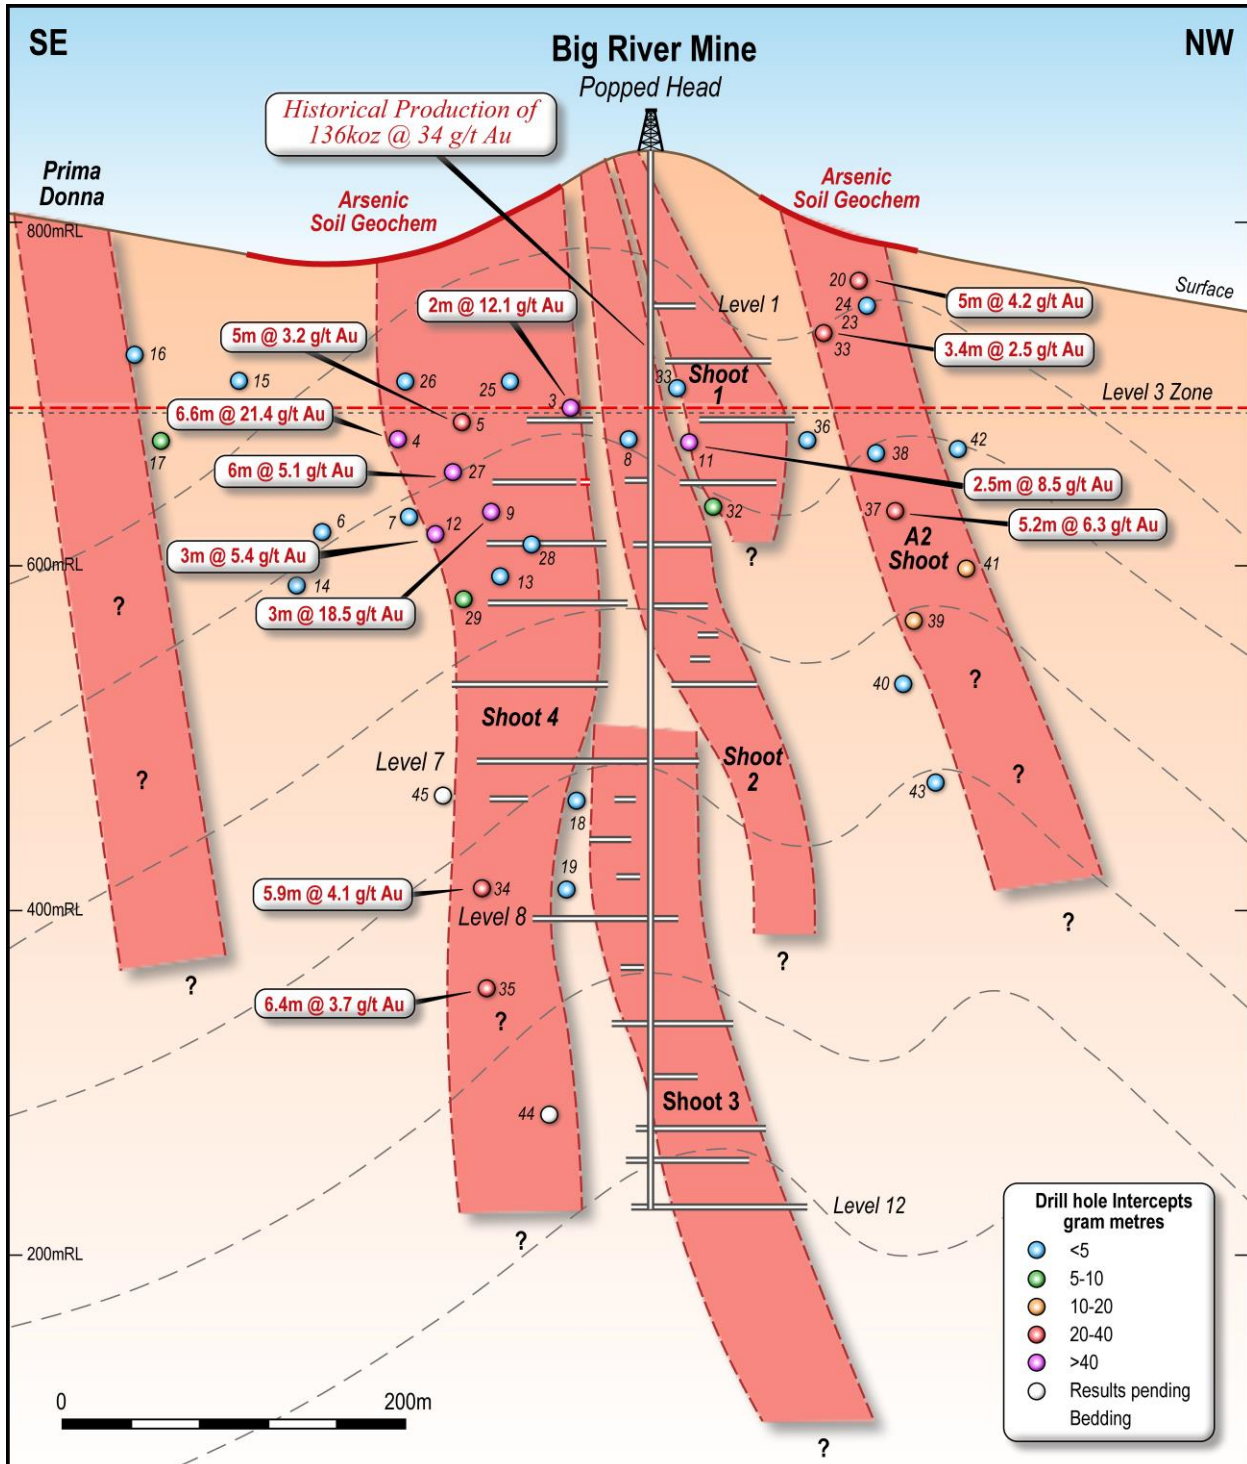 SE
Big River Mine
NW
Popped Head
Historical Production of
136koz @ 34 g/t Au
Prima
Donna
Arsenic
Soil Geochem
Arsenic
Soil Geochem
800mRL
Surface
20
5m @ 4.2 g/t Au
24
2m @ 12.1 g/t Au
Level 1
23
33
3.4m @ 2.5 g/t Au
5m @ 3.2 g/t Au
16
15
26
25
33
Shoot
1
Level 3 Zone
3
6.6m @ 21.4 g/t Au
4
5
8
11
36
38
42
17
6m @ 5.1 g/t Au
27
2.5m @ 8.5 g/t Au
6
7
12
9
32
37
5.2m @ 6.3 g/t Au
3m @ 5.4 g/t Au
A2
Shoot
28
?
600mRL
41
14
13
?
3m @ 18.5 g/t Au
29
39
40
?
Shoot 4
Level 7
Shoot
2
?
?
45
18
43
19
5.9m @ 4.1 g/t Au
34
Level 8
400mRL
?
?
?
6.4m @ 3.7 g/t Au
35
?
44
Shoot 3
Level 12
?
200mRL
Drill hole Intercepts
gram metres
<5
5-10
10-20
20-40
>40
Results pending
Bedding
0
200m
?